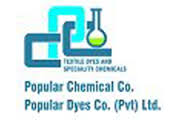 TEXTILE DYES AND
SPECIALITY CHEMICALS
Popular Chemical Co.
Popular Dyes Co. (Pvt) Ltd.